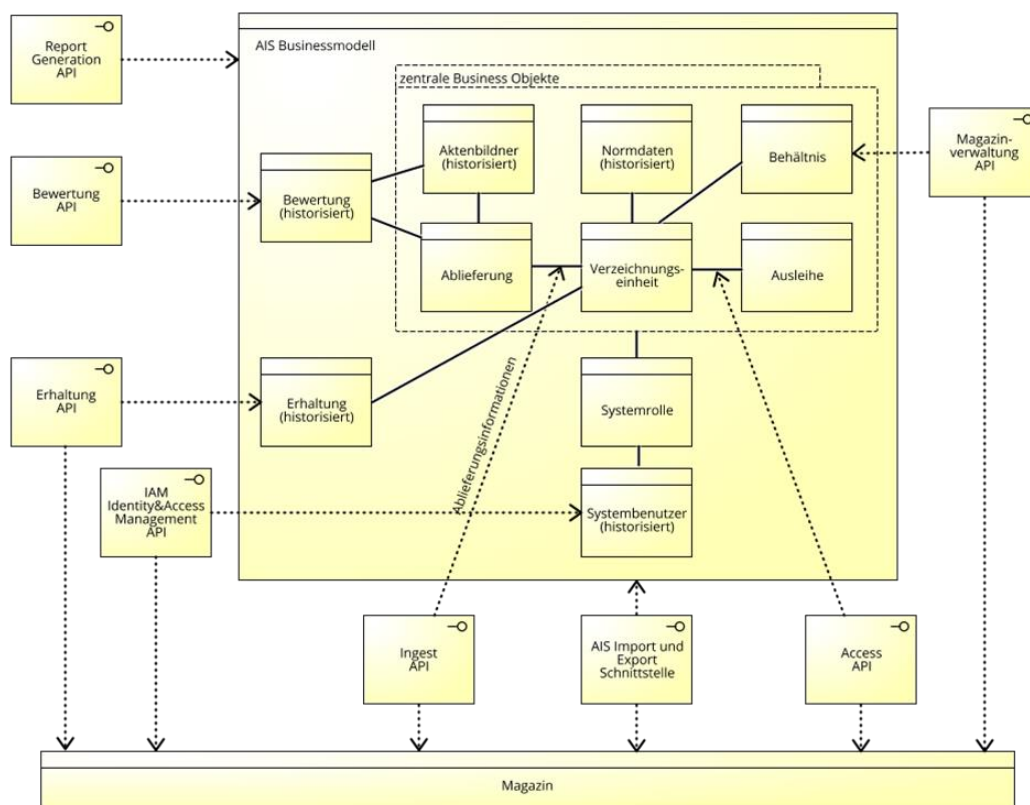 Report
Generation
API
AIS Businessmodell
zentrale Business Objekte
Aktenbildner
(historisiert)
Normdaten
(historisiert)
Behältnis
Magazin-
verwaltung
API
Bewertung
API
Bewertung
(historisiert)
Ablieferung
Verzeichnungs-
einheit
Ausleihe
Erhaltung
API
Erhaltung
(historisiert)
Ablieferungsinformationen
Systemrolle
IAM
Identity&Access
Management
API
Systembenutzer
(historisiert)
Ingest
API
AIS Import und
Export
Schnittstelle
Access
API
Magazin